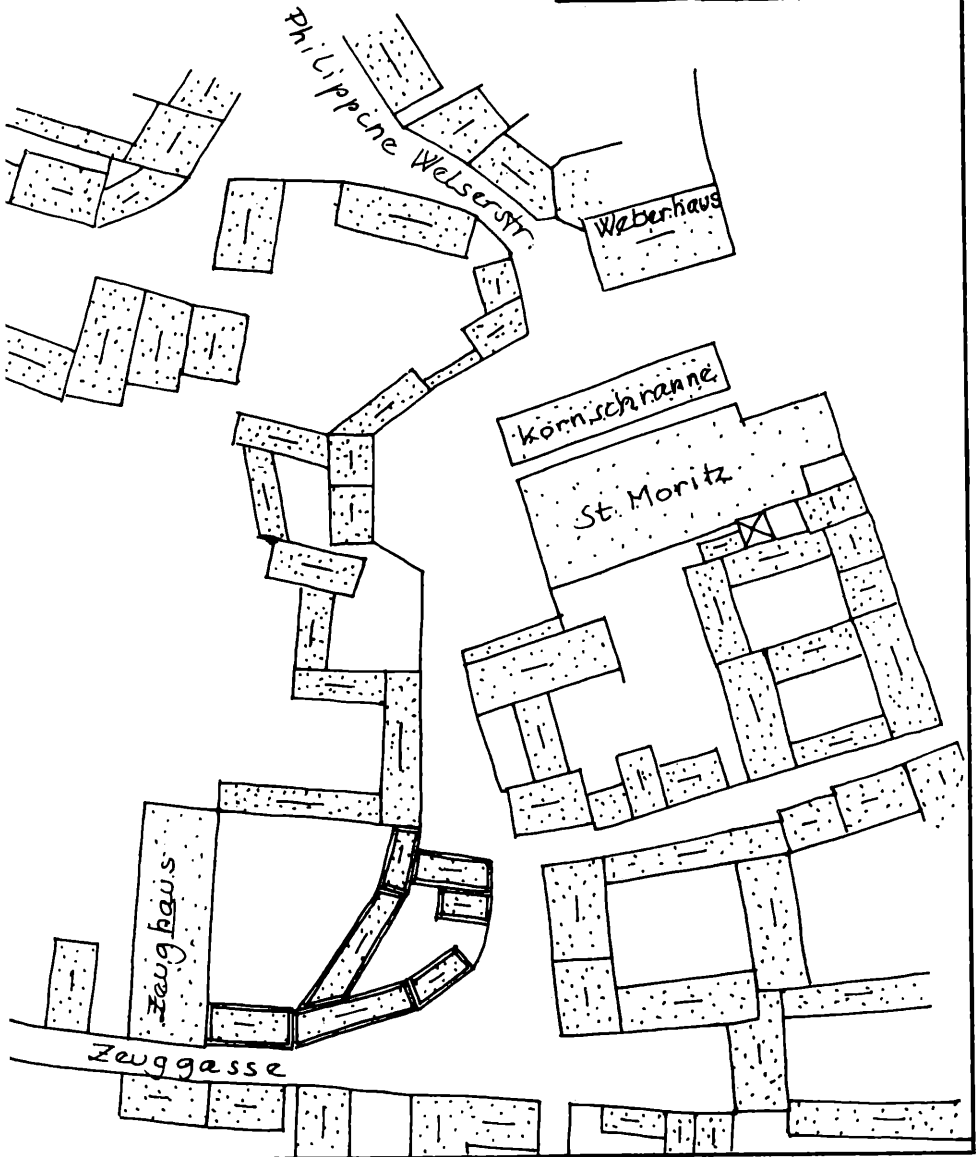 Philippine Welserstr.
Weberhaus
Kornschranne
St. Moritz
Zeughaus
Zeuggasse